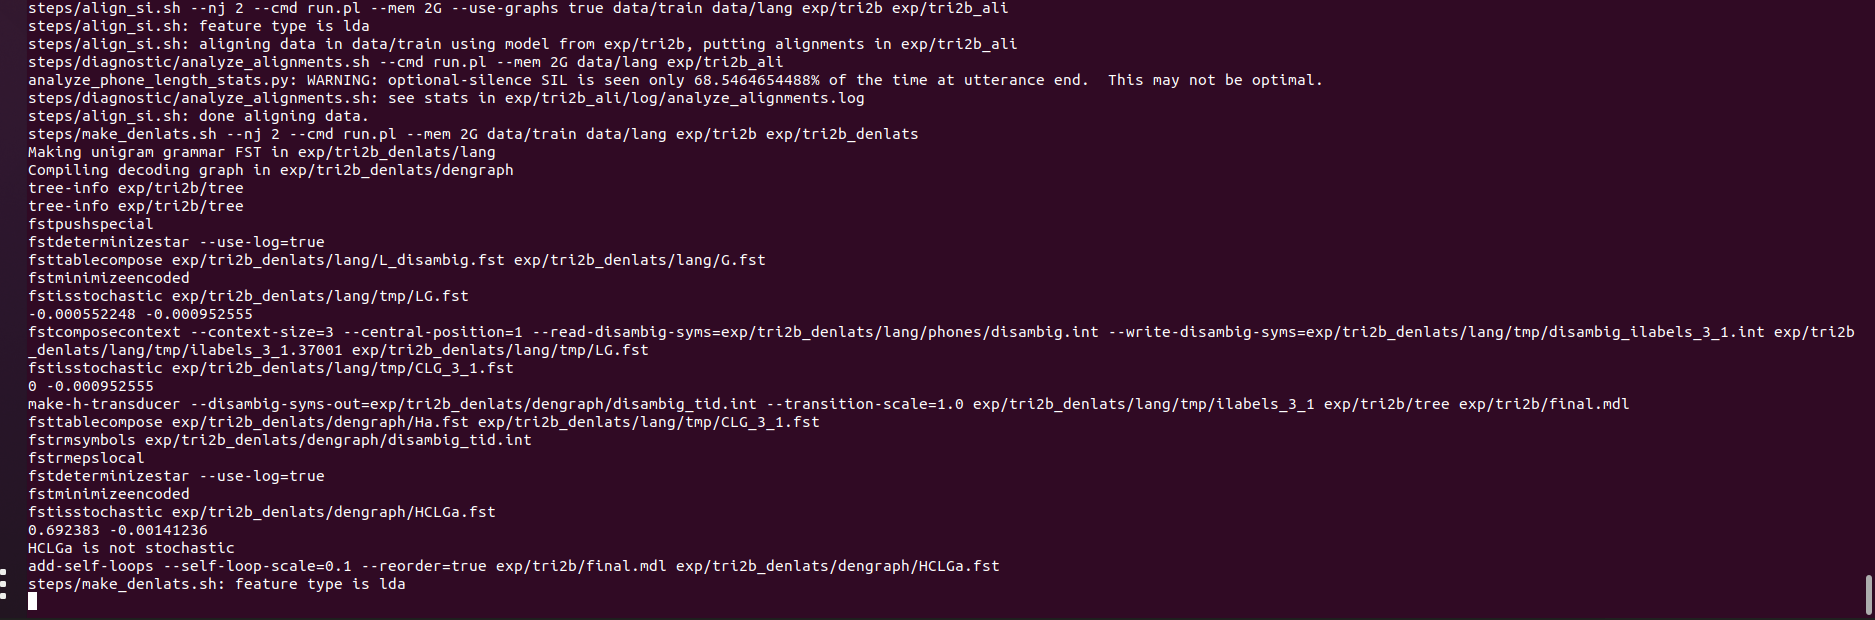 steps/align_si.sh --nj 2 --cmd run.pl --mem 2G --use-graphs true data/train data/lang exp/tri2b exp/tri2b_ali
steps/align_si.sh: feature type is lda
steps/align_si.sh: aligning data in data/train using model from exp/tri2b, putting alignments in exp/tri2b_ali
steps/diagnostic/analyze_alignments.sh --cmd run.pl --mem 2G data/lang exp/tri2b_ali
analyze_phone_length_stats.py: WARNING: optional-silence SIL is seen only 68.5464654488% of the time at utterance end.  This may not be optimal.
steps/diagnostic/analyze_alignments.sh: see stats in exp/tri2b_ali/log/analyze_alignments.log
steps/align_si.sh: done aligning data.
steps/make_denlats.sh --nj 2 --cmd run.pl --mem 2G data/train data/lang exp/tri2b exp/tri2b_denlats
Making unigram grammar FST in exp/tri2b_denlats/lang
Compiling decoding graph in exp/tri2b_denlats/dengraph
tree-info exp/tri2b/tree
tree-info exp/tri2b/tree
fstpushspecial
fstdeterminizestar --use-log=true
fsttablecompose exp/tri2b_denlats/lang/L_disambig.fst exp/tri2b_denlats/lang/G.fst
fstminimizeencoded
fstisstochastic exp/tri2b_denlats/lang/tmp/LG.fst
-0.000552248 -0.000952555
fstcomposecontext --context-size=3 --central-position=1 --read-disambig-syms=exp/tri2b_denlats/lang/phones/disambig.int --write-disambig-syms=exp/tri2b_denlats/lang/tmp/disambig_ilabels_3_1.int exp/tri2b
_denlats/lang/tmp/ilabels_3_1.37001 exp/tri2b_denlats/lang/tmp/LG.fst
fstisstochastic exp/tri2b_denlats/lang/tmp/CLG_3_1.fst
0 -0.000952555
make-h-transducer --disambig-syms-out=exp/tri2b_denlats/dengraph/disambig_tid.int --transition-scale=1.0 exp/tri2b_denlats/lang/tmp/ilabels_3_1 exp/tri2b/tree exp/tri2b/final.mdl
fsttablecompose exp/tri2b_denlats/dengraph/Ha.fst exp/tri2b_denlats/lang/tmp/CLG_3_1.fst
fstrmsymbols exp/tri2b_denlats/dengraph/disambig_tid.int
fstrmepslocal
fstdeterminizestar --use-log=true
fstminimizeencoded
fstisstochastic exp/tri2b_denlats/dengraph/HCLGa.fst
0.692383 -0.00141236
HCLGa is not stochastic
add-self-loops --self-loop-scale=0.1 --reorder=true exp/tri2b/final.mdl exp/tri2b_denlats/dengraph/HCLGa.fst
steps/make_denlats.sh: feature type is lda